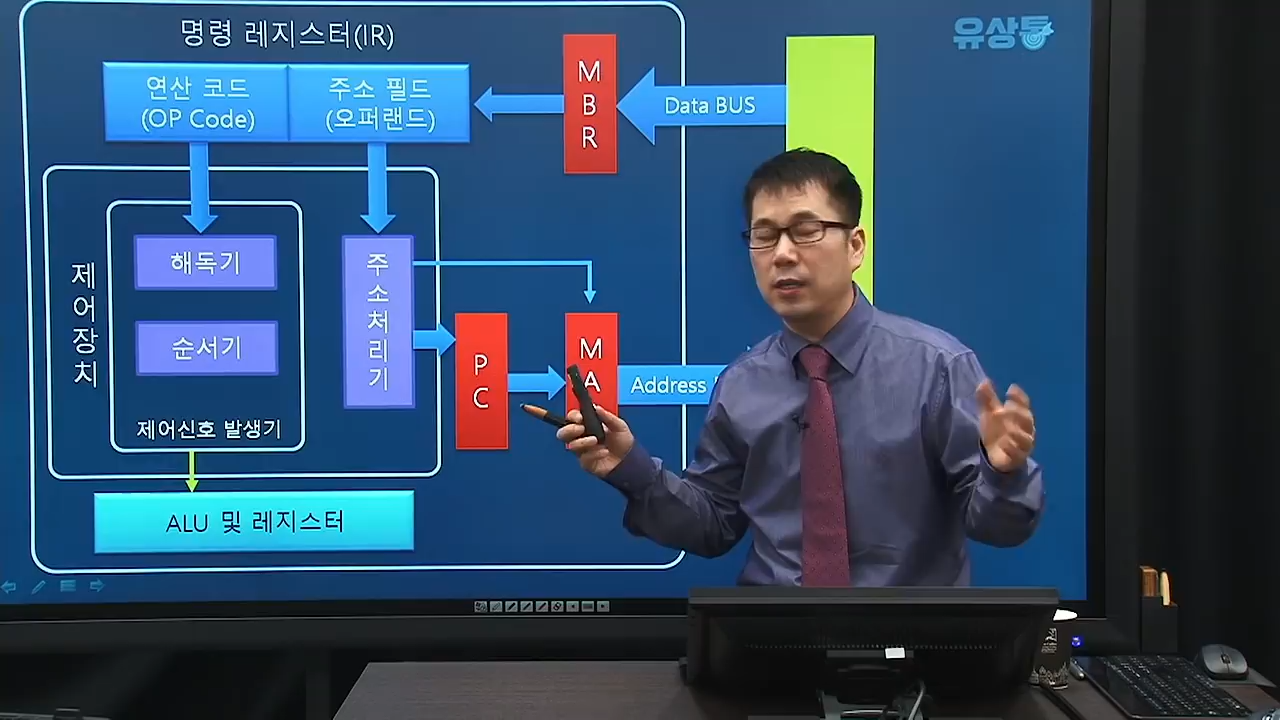 명령 레지스터(IR)
유상통
연산 코드
(OP Code)
주소 필드
(오퍼랜드)
M
B
R
Data BUS
제
어
장
치
해독기
순서기
제어신호 발생기
주
소
처
리
기
P
C
M
A
Address
ALU 및 레지스터